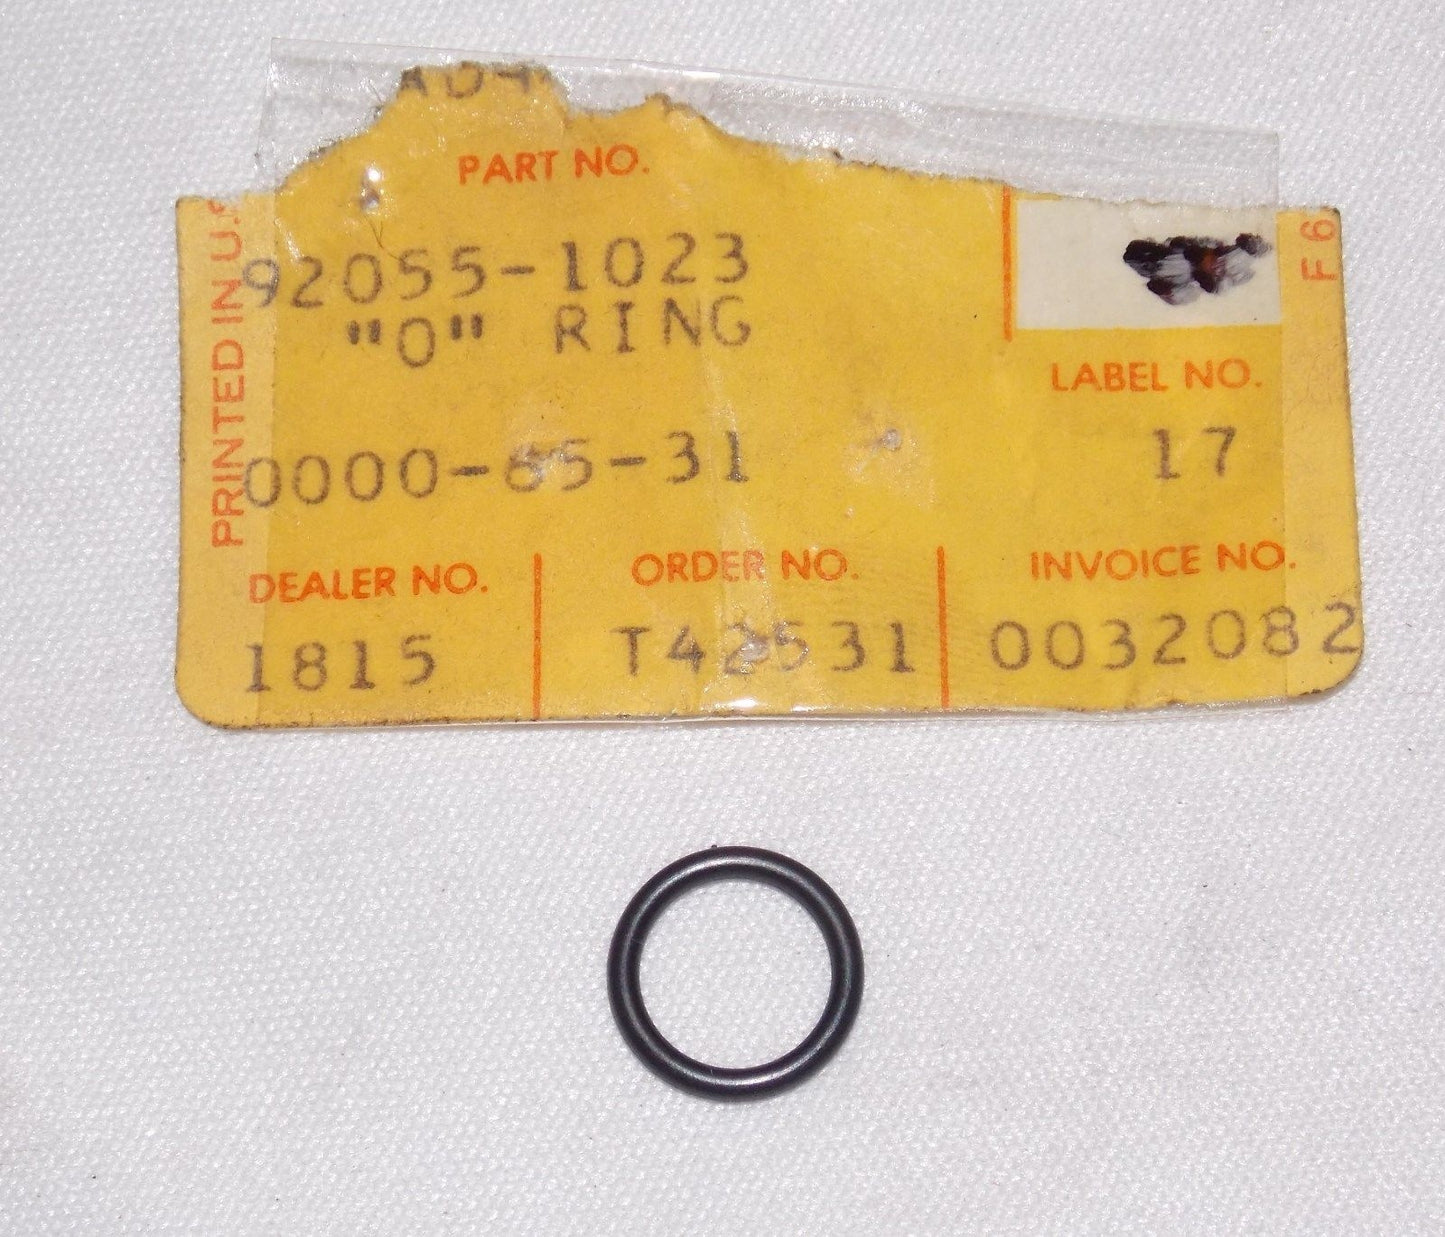 PART NO.
92055-1023
"O" RING
LABEL NO.
17
0000-65-31
DEALER NO.
ORDER NO.
INVOICE NO.
1815
T42531
0032082
PRINTED IN U.S
F6